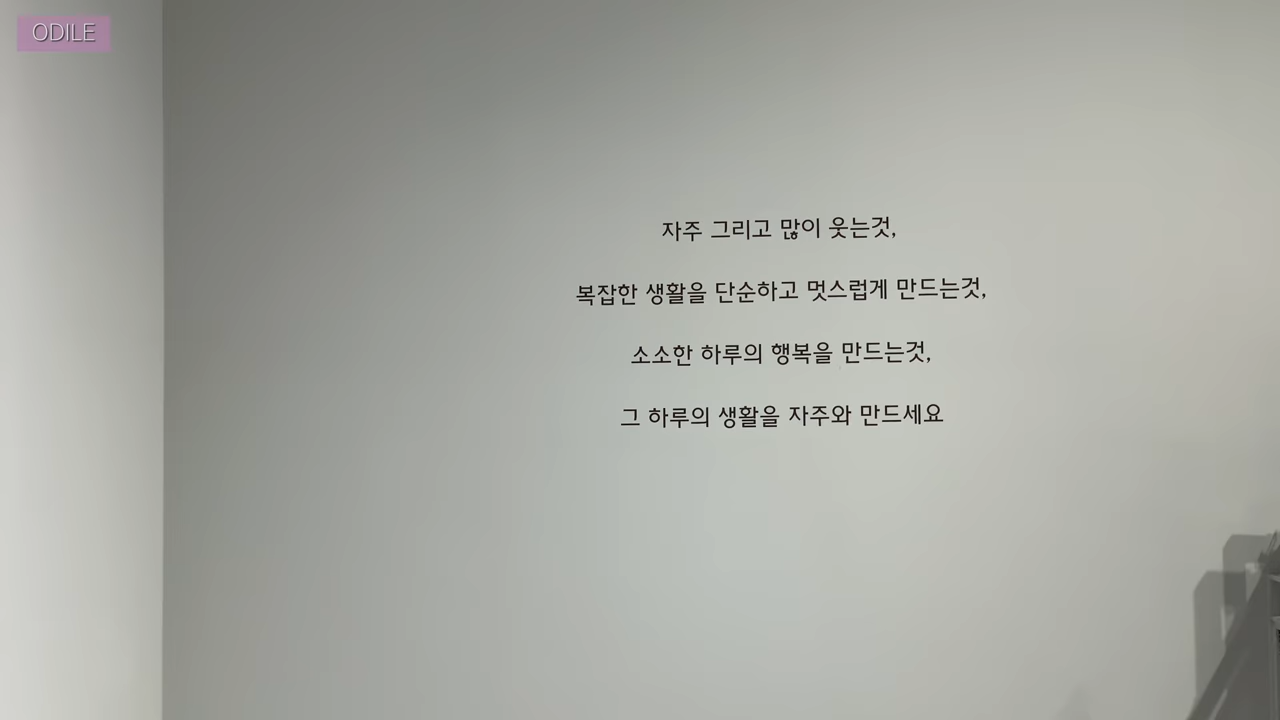 ODILE
자주 그리고 많이 웃는것,
복잡한 생활을 단순하고 멋스럽게 만드는것,
소소한 하루의 행복을 만드는것,
그 하루의 생활을 자주와 만드세요